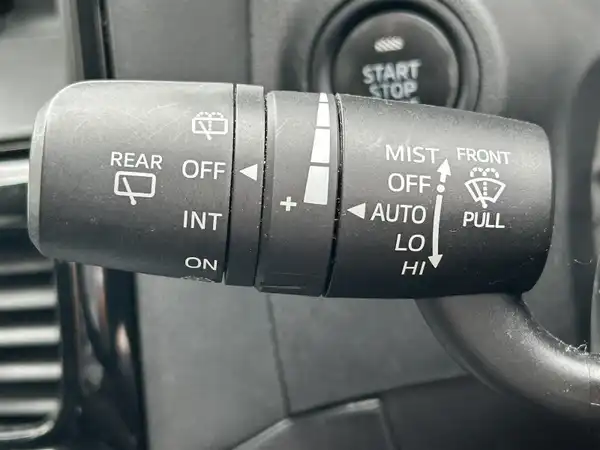 START
STOP
REAR
OFF
INT
ON
+
MIST
OFF
AUTO
LO
HI
FRONT
PULL